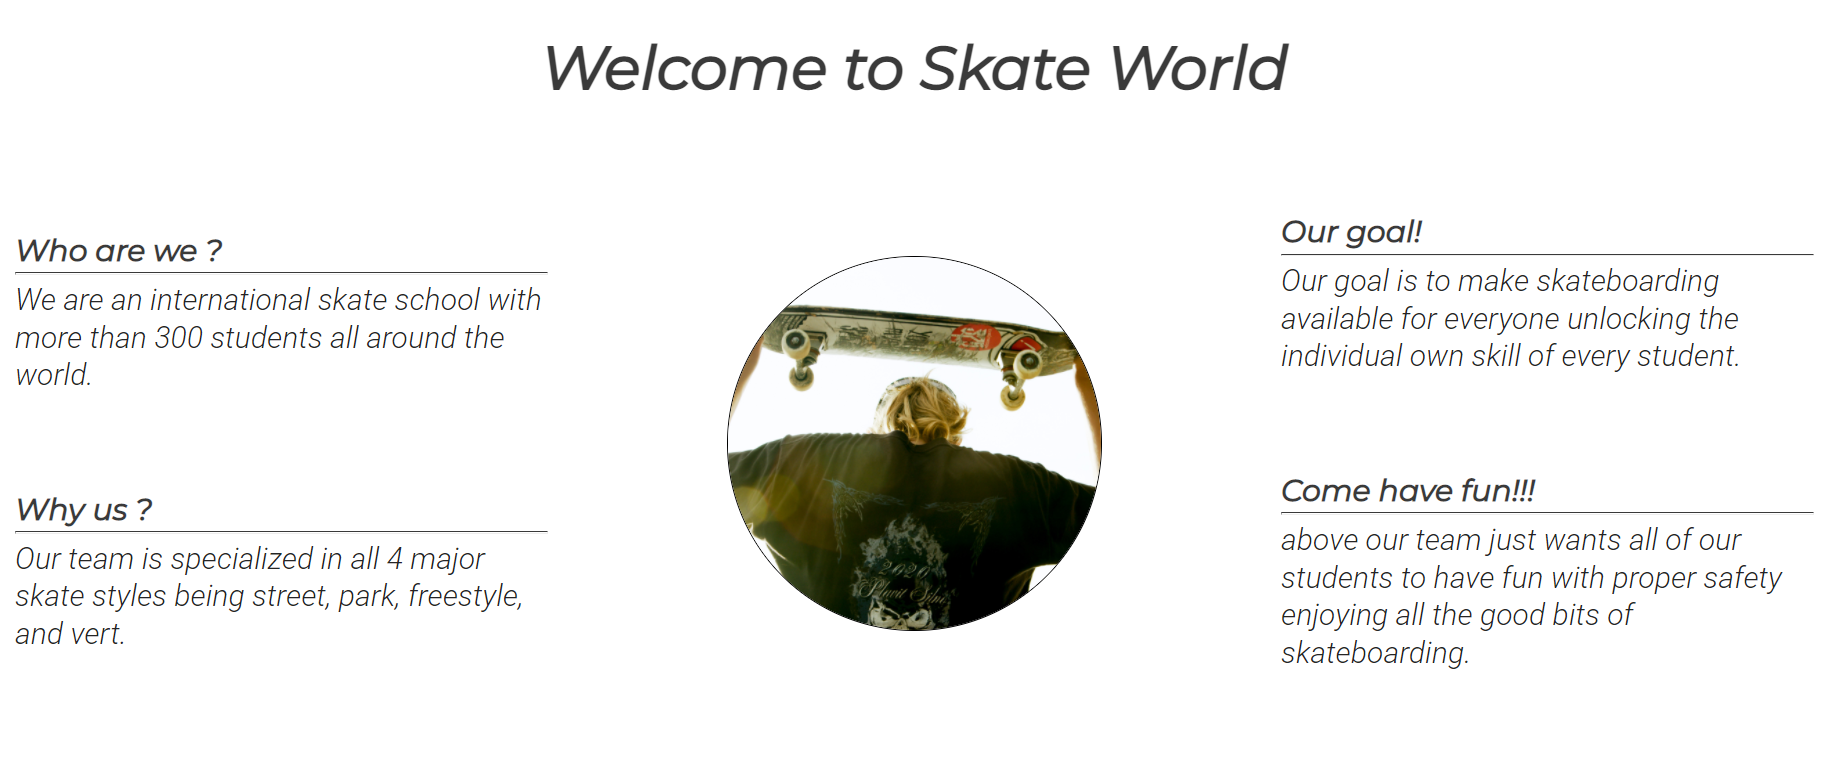 Welcome to Skate World
Who are we ?
We are an international skate school with
more than 300 students all around the
world.
Why us ?
Our team is specialized in all 4 major
skate styles being street, park, freestyle,
and vert.
2020
Our goal!
Our goal is to make skateboarding
available for everyone unlocking the
individual own skill of every student.
Come have fun!!!
above our team just wants all of our
students to have fun with proper safety
enjoying all the good bits of
skateboarding.